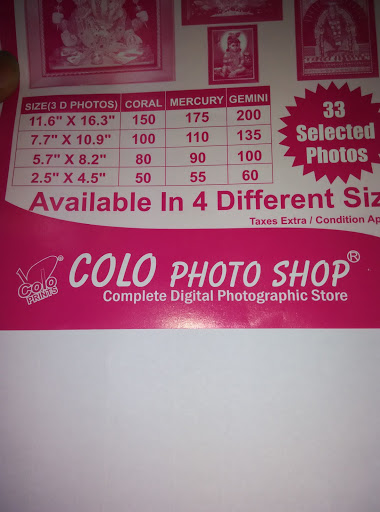 SIZE(3 D PHOTOS) CORAL MERCURY GEMINI
11.6" X 16.3" 150 175 200
7.7" X 10.9" 100 110 135
5.7" X 8.2" 80 90 100
2.5" X 4.5" 50 55 60
33
Selected
Photos
Available In 4 Different Siz
Taxes Extra / Condition Ap
COLO PRINTS
COLO PHOTO SHOP®
Complete Digital Photographic Store